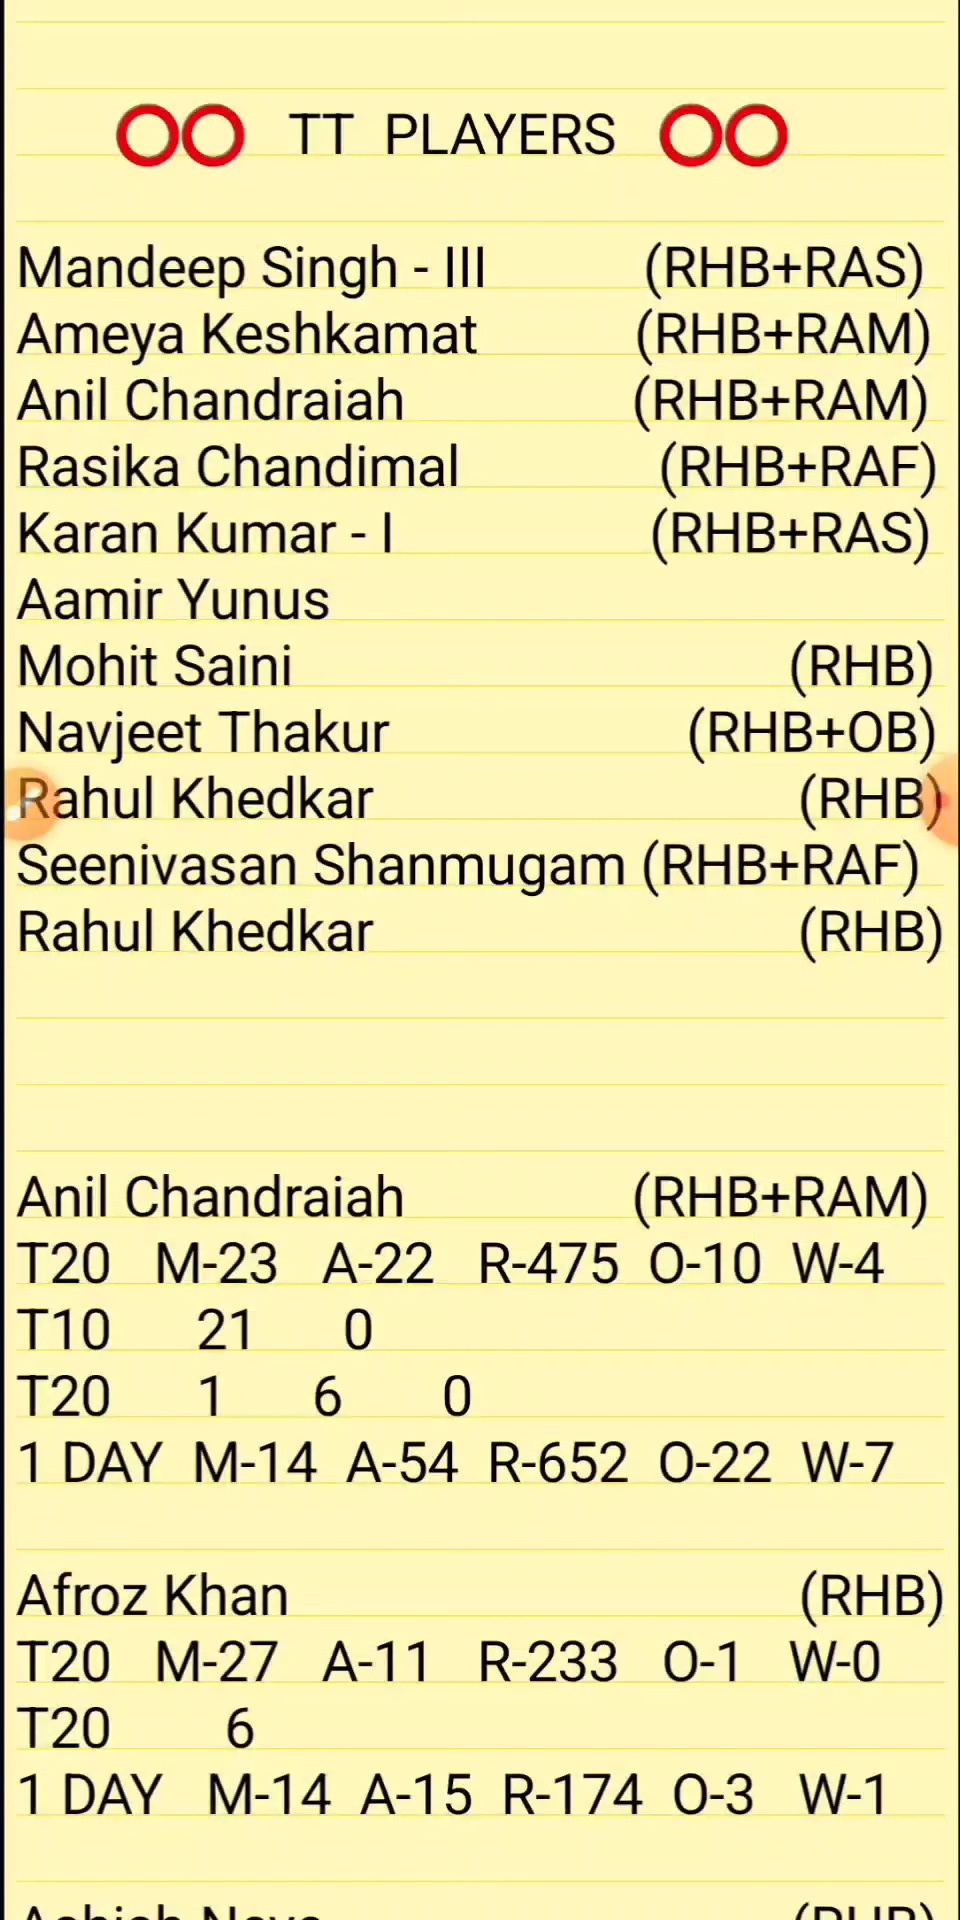 ⭕⭕ TT PLAYERS ⭕⭕
Mandeep Singh - III (RHB+RAS)
Ameya Keshkamat (RHB+RAM)
Anil Chandraiah (RHB+RAM)
Rasika Chandimal (RHB+RAF)
Karan Kumar - I (RHB+RAS)
Aamir Yunus
Mohit Saini (RHB)
Navjeet Thakur (RHB+OB)
Rahul Khedkar (RHB)
Seenivasan Shanmugam (RHB+RAF)
Rahul Khedkar (RHB)
Anil Chandraiah (RHB+RAM)
T20 M-23 A-22 R-475 O-10 W-4
T10 21 0
T20 1 6 0
1 DAY M-14 A-54 R-652 O-22 W-7
Afroz Khan (RHB)
T20 M-27 A-11 R-233 O-1 W-0
T20 6
1 DAY M-14 A-15 R-174 O-3 W-1
(RHB)